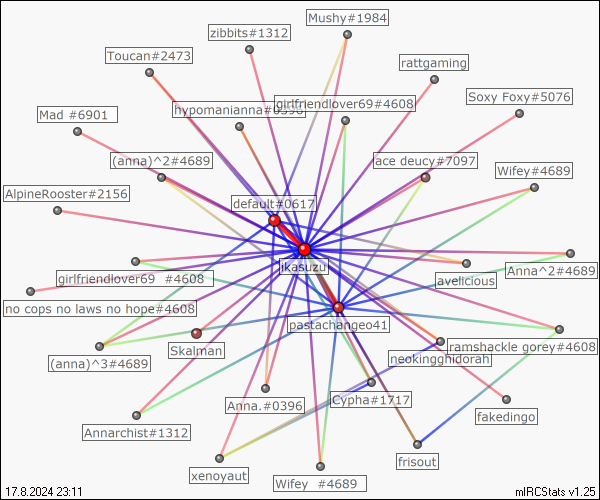 Mushy#1984
zibbits#1312
Toucan#2473
rattgaming
Soxy Foxy#5076
hypomanianna#0996
girlfriendlover69#4608
Mad #6901
(anna)^2#4689
ace deucy#7097
Wifey#4689
AlpineRooster#2156
default#0617
jikasuzu
Anna^2#4689
girlfriendlover69 #4608
avelicious
no cops no laws no hope#4608
pastachangeo41
ramshackle gorey#4608
Skalman
neokingghidorah
(anna)^3#4689
Anna.#0396
Cypha#1717
fakedingo
Annarchist#1312
frisout
xenoyaut
Wifey #4689
17.8.2024 23:11
mIRCStats v1.25